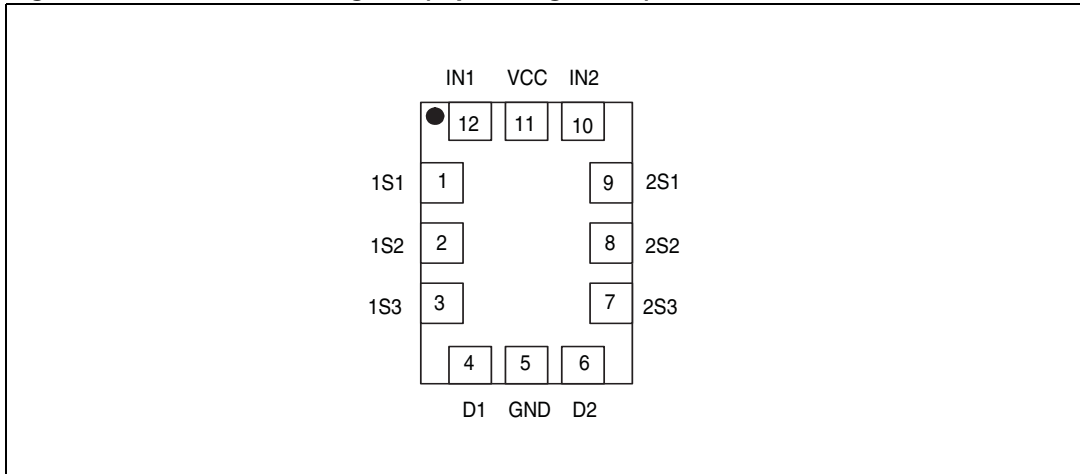 IN1 VCC IN2
12 11 10
1S1 1 9 2S1
1S2 2 8 2S2
1S3 3 7 2S3
4 5 6
D1 GND D2